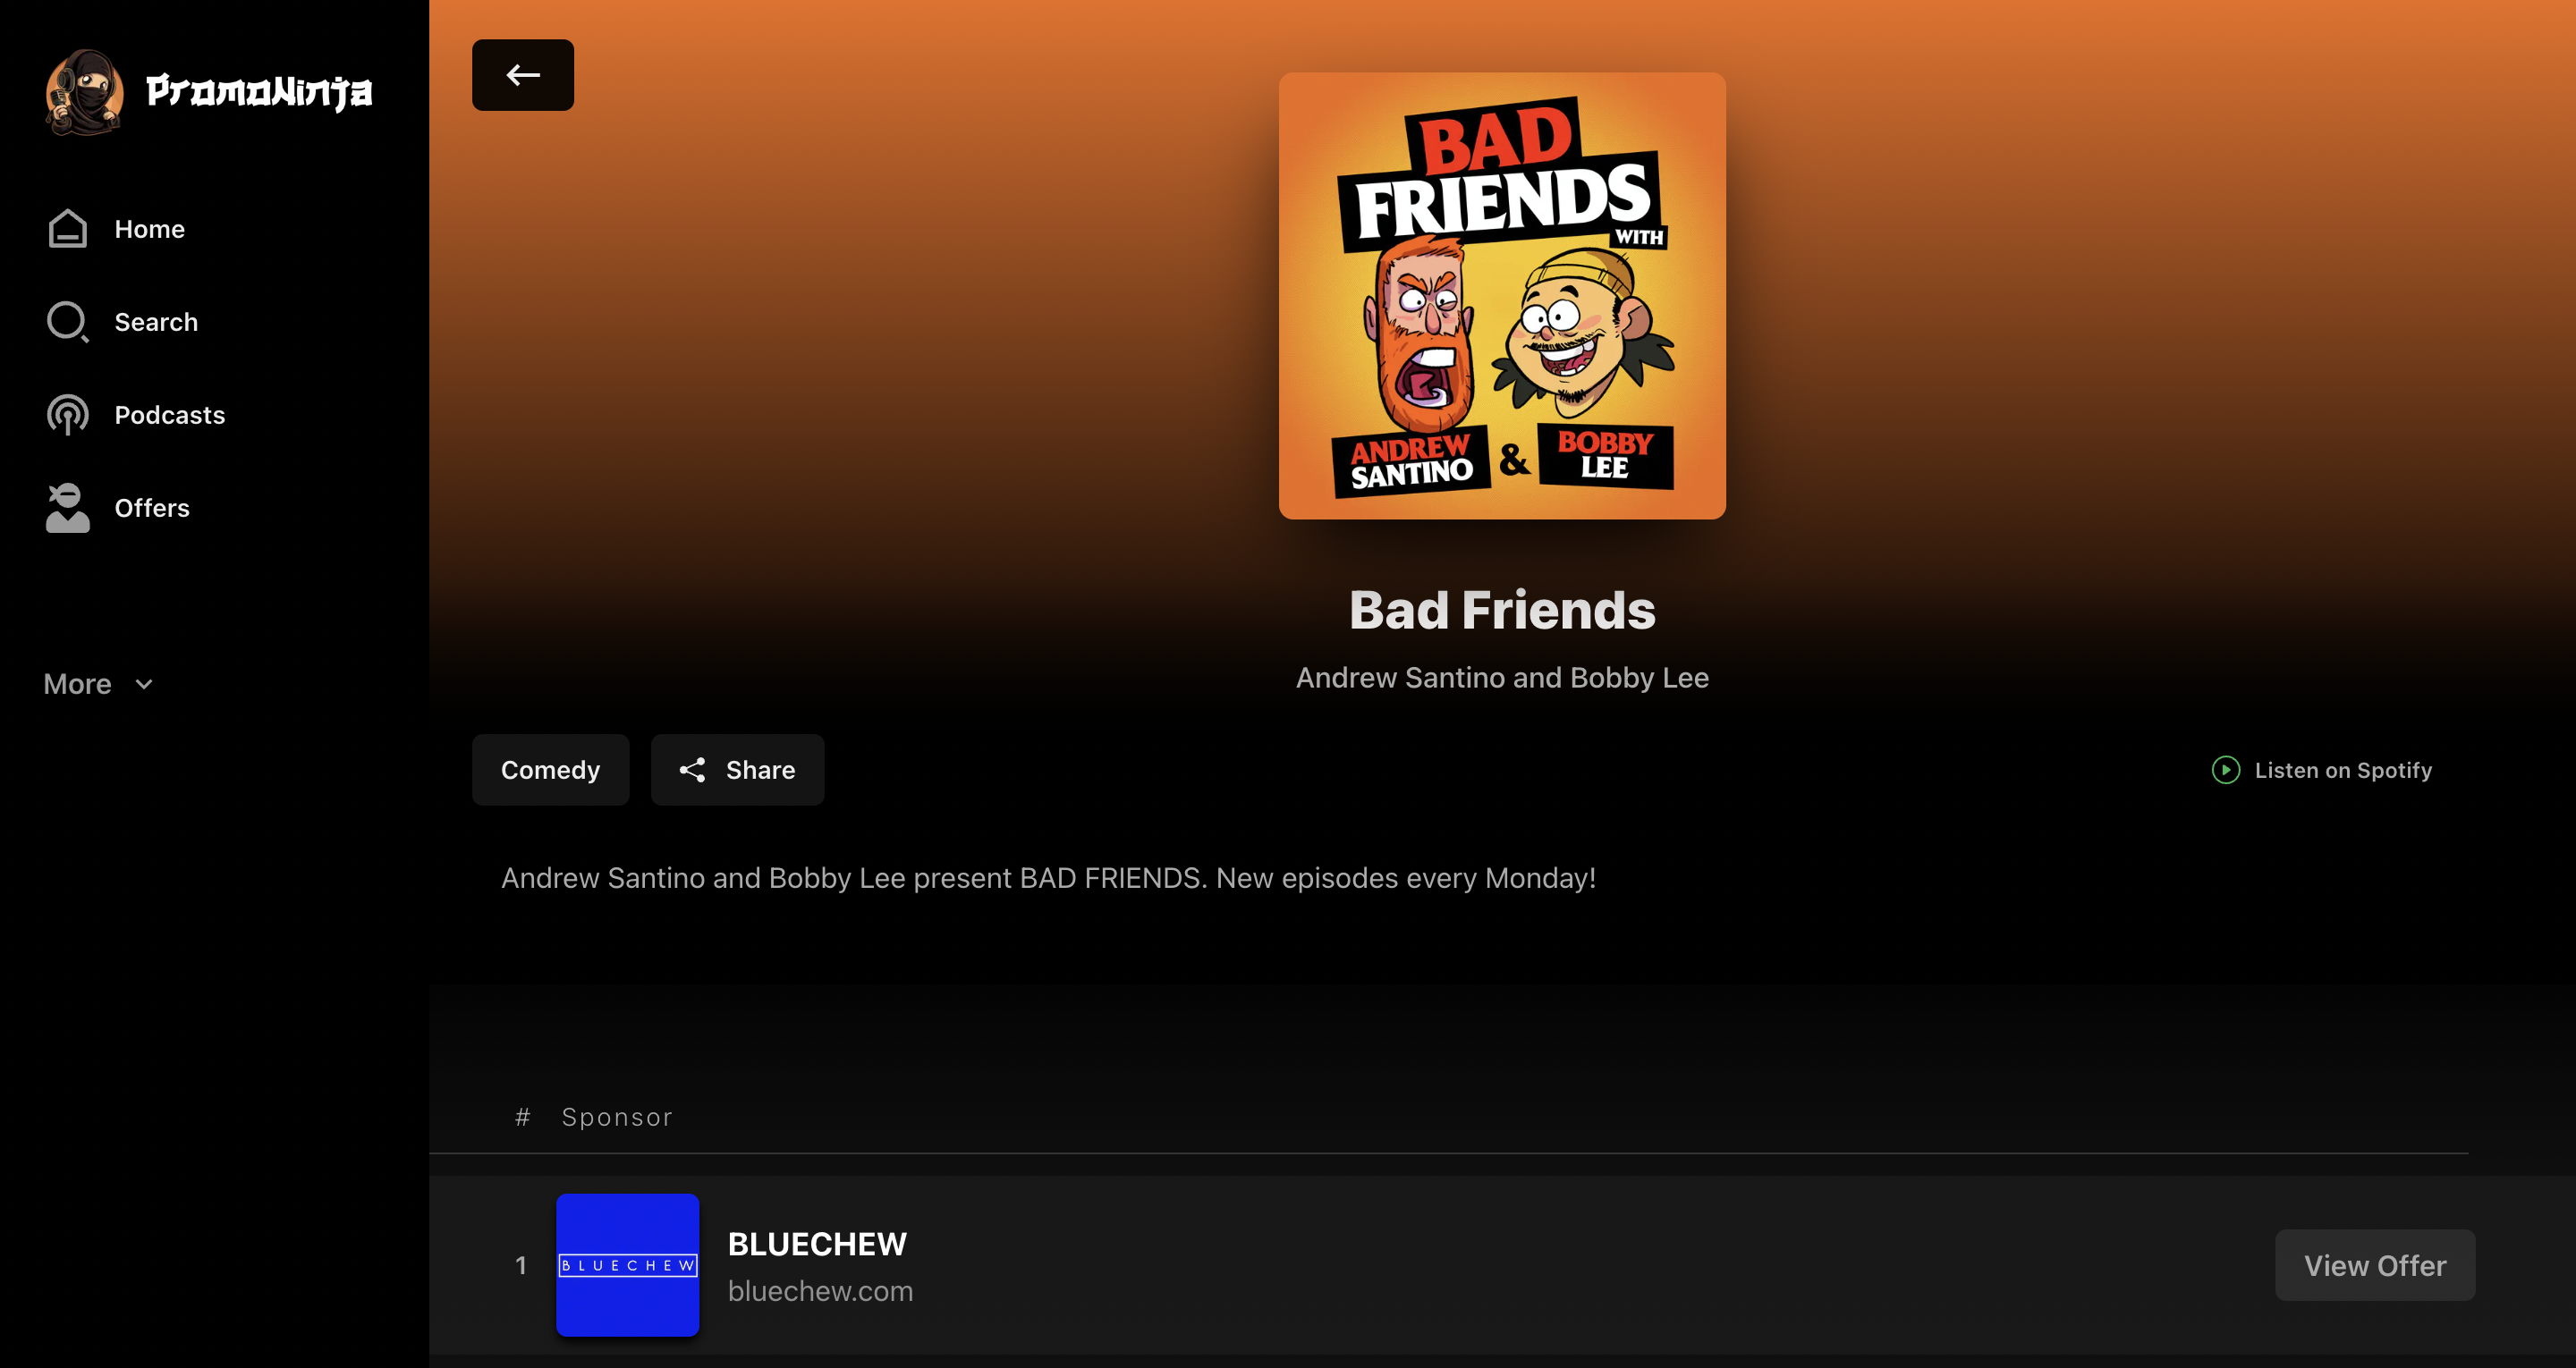 PromoNinja
Home
Search
Podcasts
Offers
More
BAD
FRIENDS
WITH
ANDREW
SANTINO
&
BOBBY
LEE
Bad Friends
Andrew Santino and Bobby Lee
Comedy
Share
Listen on Spotify
Andrew Santino and Bobby Lee present BAD FRIENDS. New episodes every Monday!
# Sponsor
1
BLUECHEW
BLUECHEW
bluechew.com
View Offer